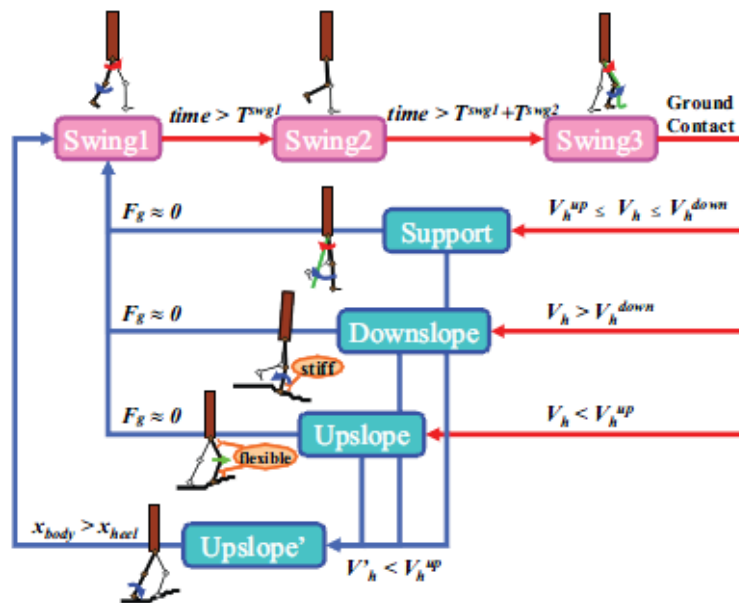 Ground
Contact
time > T^swg1
time > T^swg1+T^swg2
Swing1
Swing2
Swing3
F_g ≈ 0
V_h^up ≤ V_h ≤ V_h^down
Support
F_g ≈ 0
V_h > V_h^down
Downslope
stiff
F_g ≈ 0
V_h < V_h^up
Upslope
flexible
x_body > x_heel
Upslope'
V'_h < V_h^up